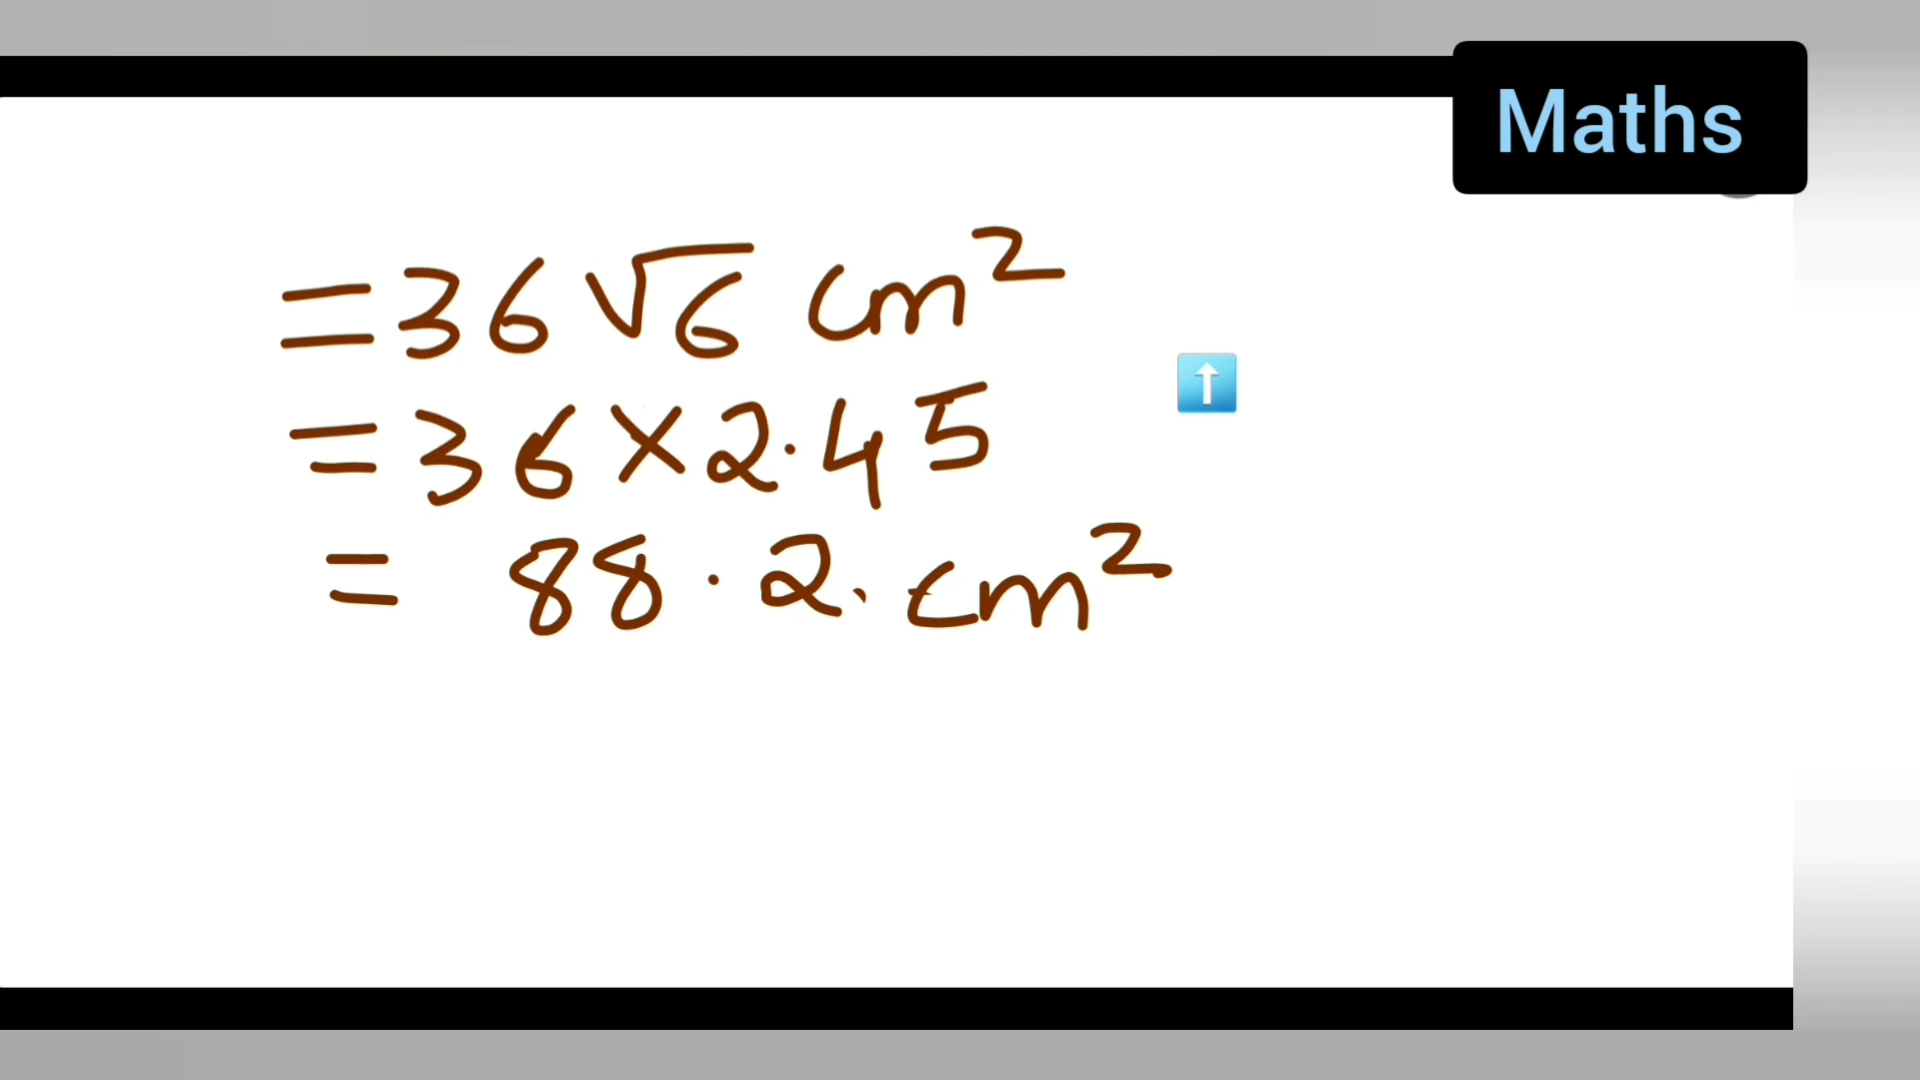 Maths
= 36 √6 cm²
= 36 × 2.45
= 88.2. cm²